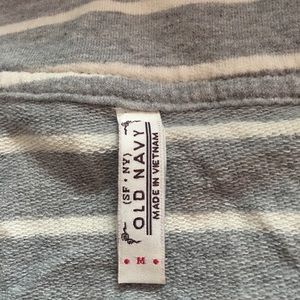 (SF • NY)
OLD NAVY
MADE IN VIETNAM
• M •